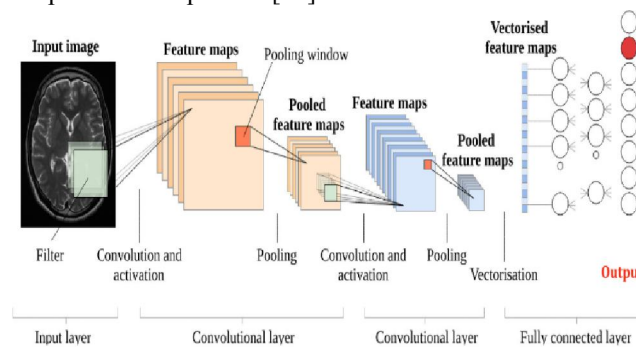 Input image
Feature maps
Pooling window
Pooled
feature maps
Feature maps
Pooled
feature maps
Vectorised
feature maps
Filter
Convolution and
activation
Pooling
Convolution and
activation
Pooling
Vectorisation
Outpu
Input layer
Convolutional layer
Convolutional layer
Fully connected layer